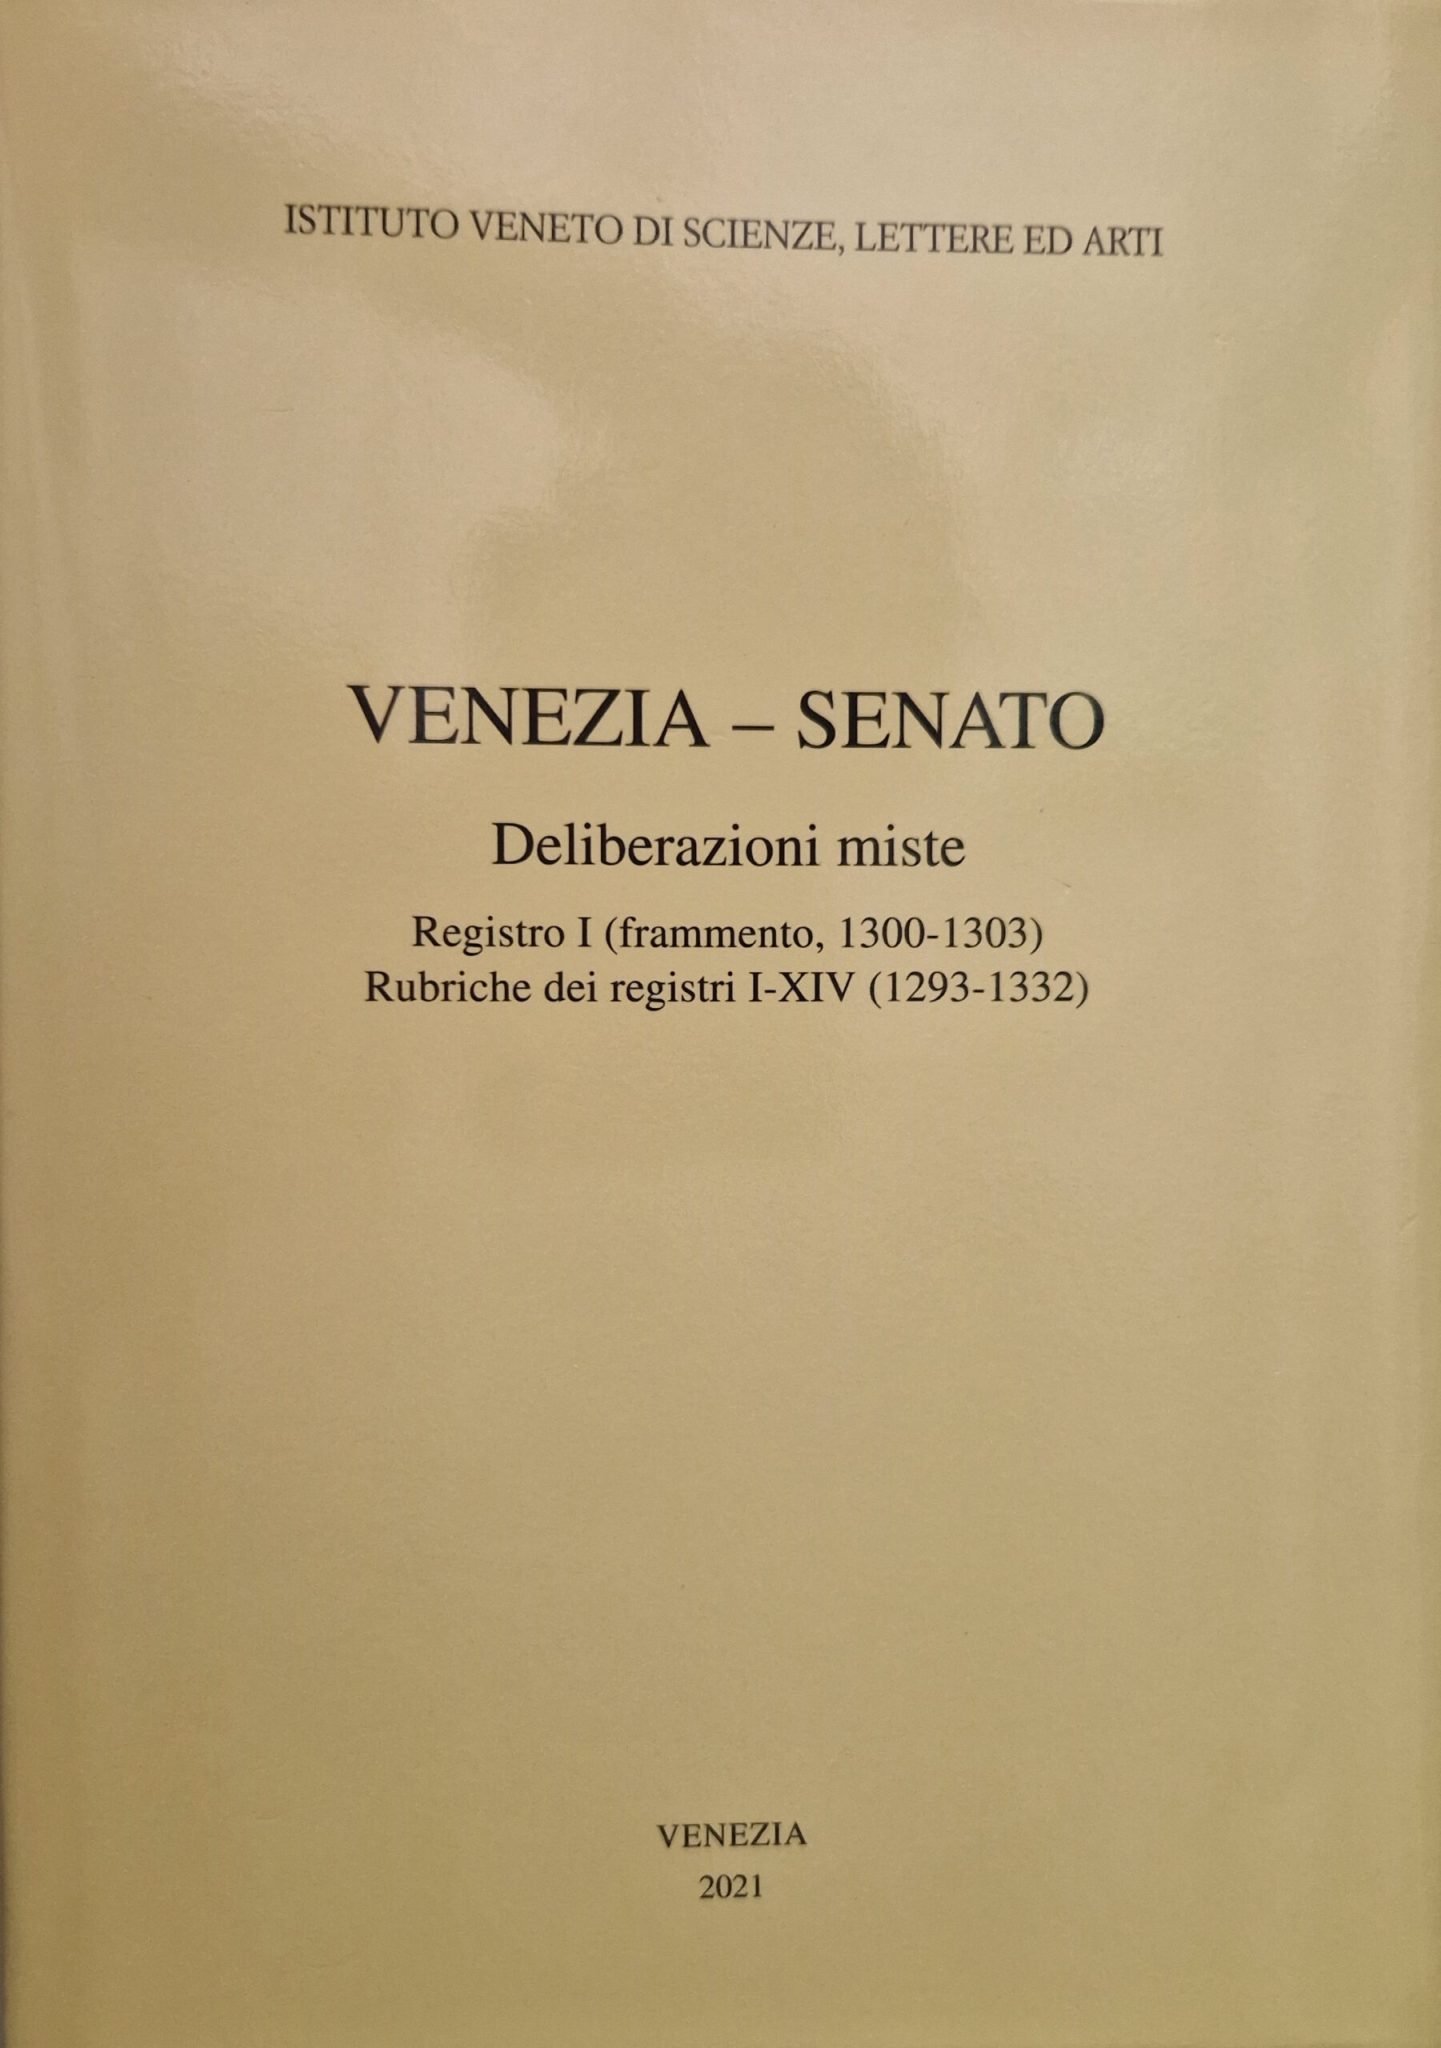 ISTITUTO VENETO DI SCIENZE, LETTERE ED ARTI
VENEZIA – SENATO
Deliberazioni miste
Registro I (frammento, 1300-1303)
Rubriche dei registri I-XIV (1293-1332)
VENEZIA
2021